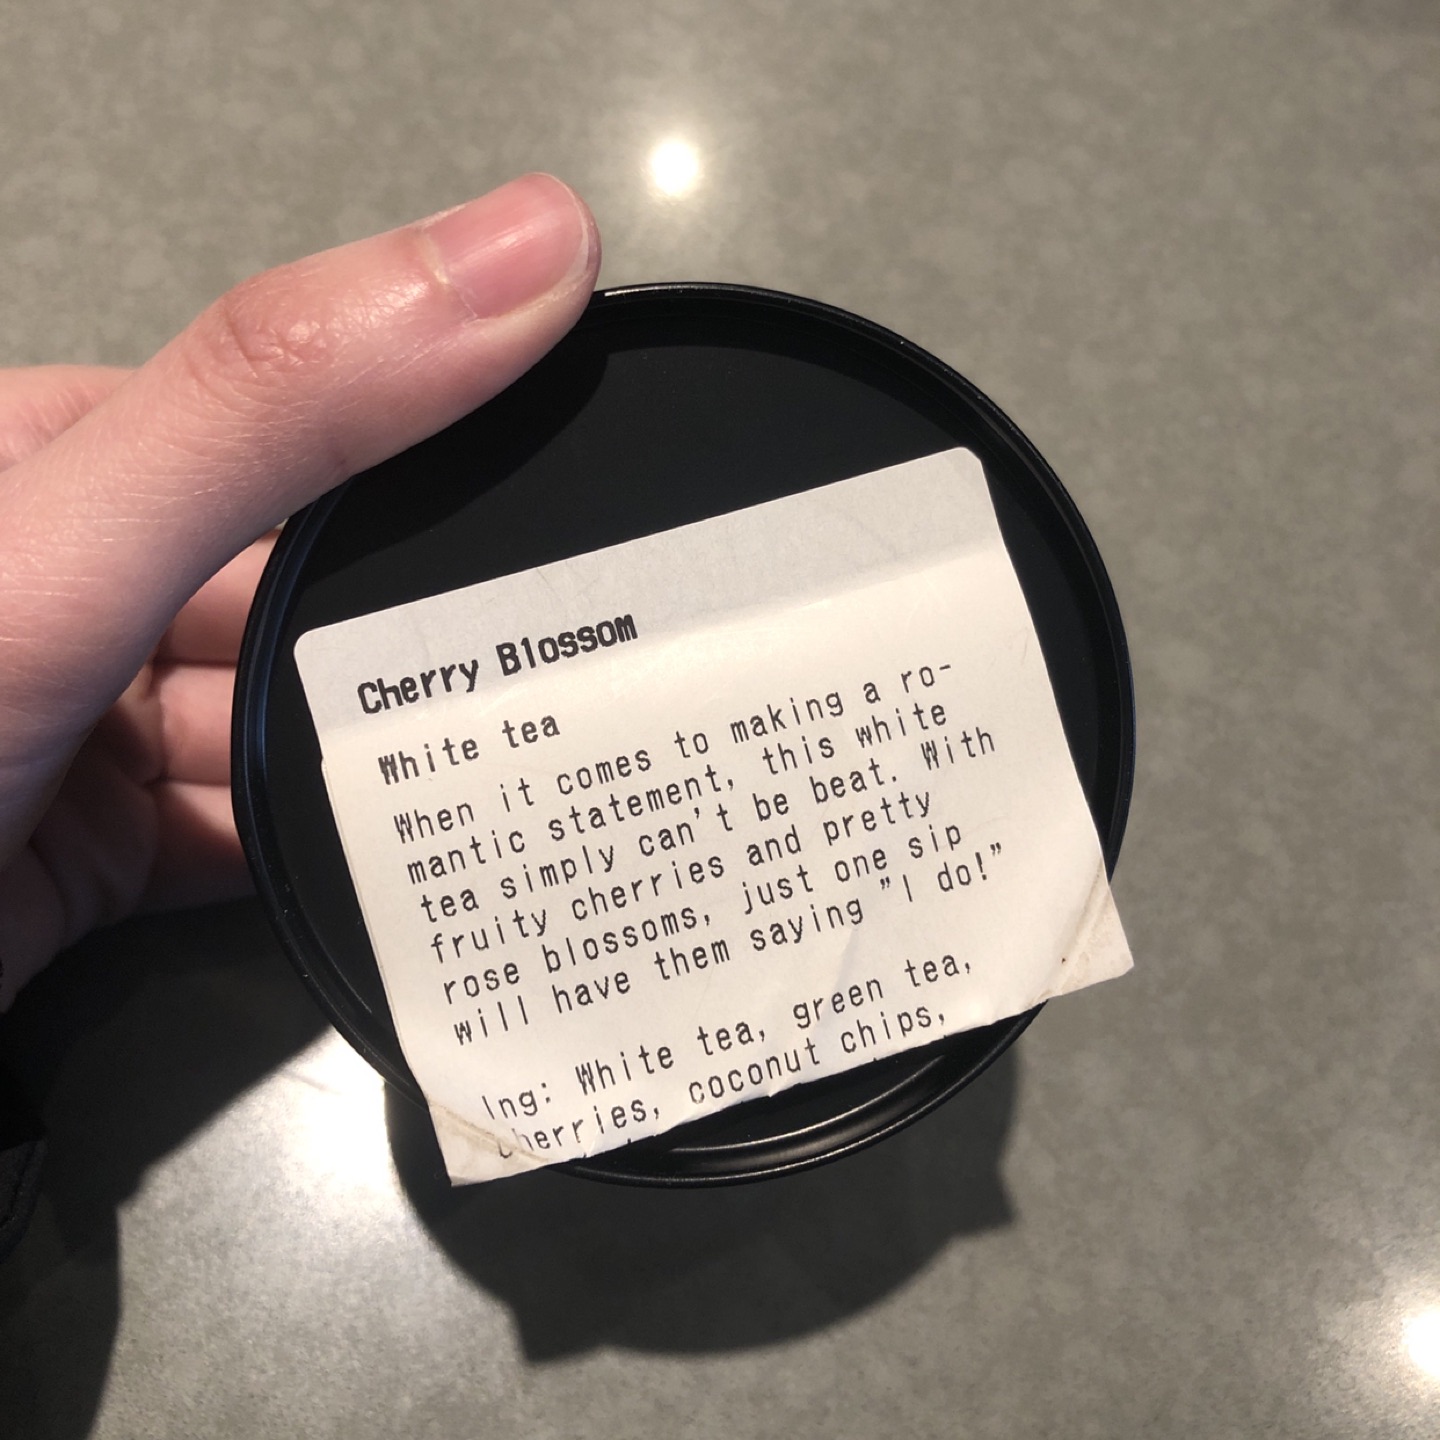 Cherry Blossom
White tea
When it comes to making a ro-
mantic statement, this white
tea simply can't be beat. With
fruity cherries and pretty
rose blossoms, just one sip
will have them saying "I do!"
Ing: White tea, green tea,
cherries, coconut chips,